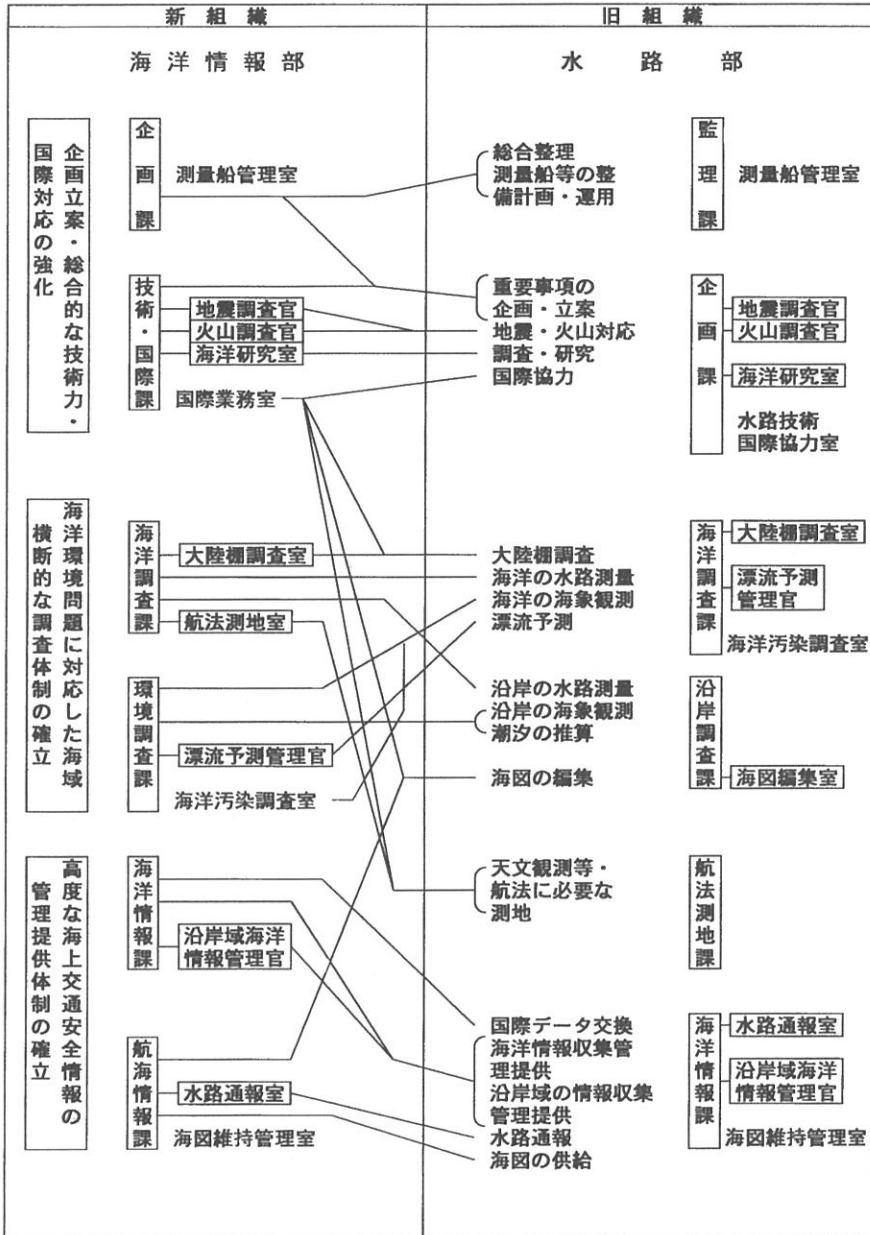 新組織
旧組織
海洋情報部
水路部
企画立案・総合的な技術力・
国際対応の強化
企画課
測量船管理室
技術・国際課
地震調査官
火山調査官
海洋研究室
国際業務室
海洋環境問題に対応した海域
横断的な調査体制の確立
海洋調査課
大陸棚調査室
航法測地室
環境調査課
漂流予測管理官
海洋汚染調査室
高度な海上交通安全情報の
管理提供体制の確立
海洋情報課
沿岸域海洋
情報管理官
航海情報課
水路通報室
海図維持管理室
総合整理
測量船等の整
備計画・運用
監理課
測量船管理室
重要事項の
企画・立案
地震・火山対応
調査・研究
国際協力
企画課
地震調査官
火山調査官
海洋研究室
水路技術
国際協力室
大陸棚調査
海洋の水路測量
海洋の海象観測
漂流予測
海洋調査課
大陸棚調査室
漂流予測
管理官
海洋汚染調査室
沿岸の水路測量
沿岸の海象観測
潮汐の推算
海図の編集
沿岸調査課
海図編集室
天文観測等・
航法に必要な
測地
航法測地課
国際データ交換
海洋情報収集管
理提供
沿岸域の情報収集
管理提供
水路通報
海図の供給
海洋情報課
水路通報室
沿岸域海洋
情報管理官
海図維持管理室